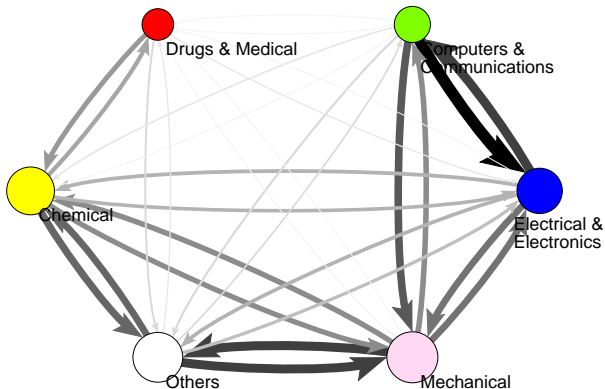 Drugs & Medical
Computers &
Communications
Chemical
Electrical &
Electronics
Others
Mechanical